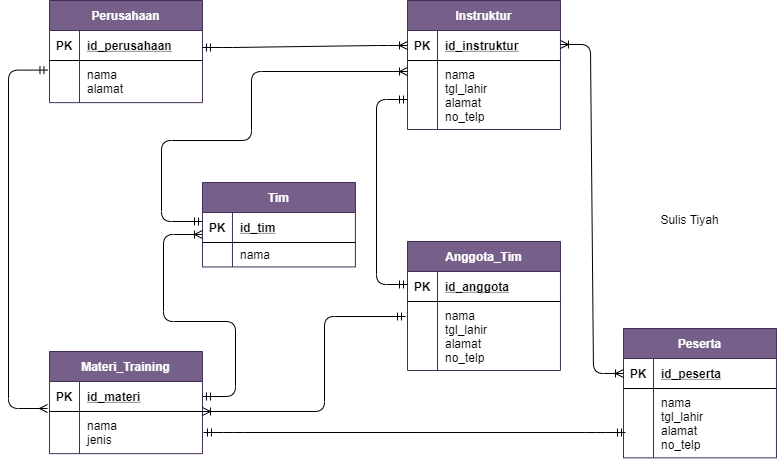 Perusahaan
PK id_perusahaan
nama
alamat
Instruktur
PK id_instruktur
nama
tgl_lahir
alamat
no_telp
Tim
PK id_tim
nama
Sulis Tiyah
Anggota_Tim
PK id_anggota
nama
tgl_lahir
alamat
no_telp
Materi_Training
PK id_materi
nama
jenis
Peserta
PK id_peserta
nama
tgl_lahir
alamat
no_telp